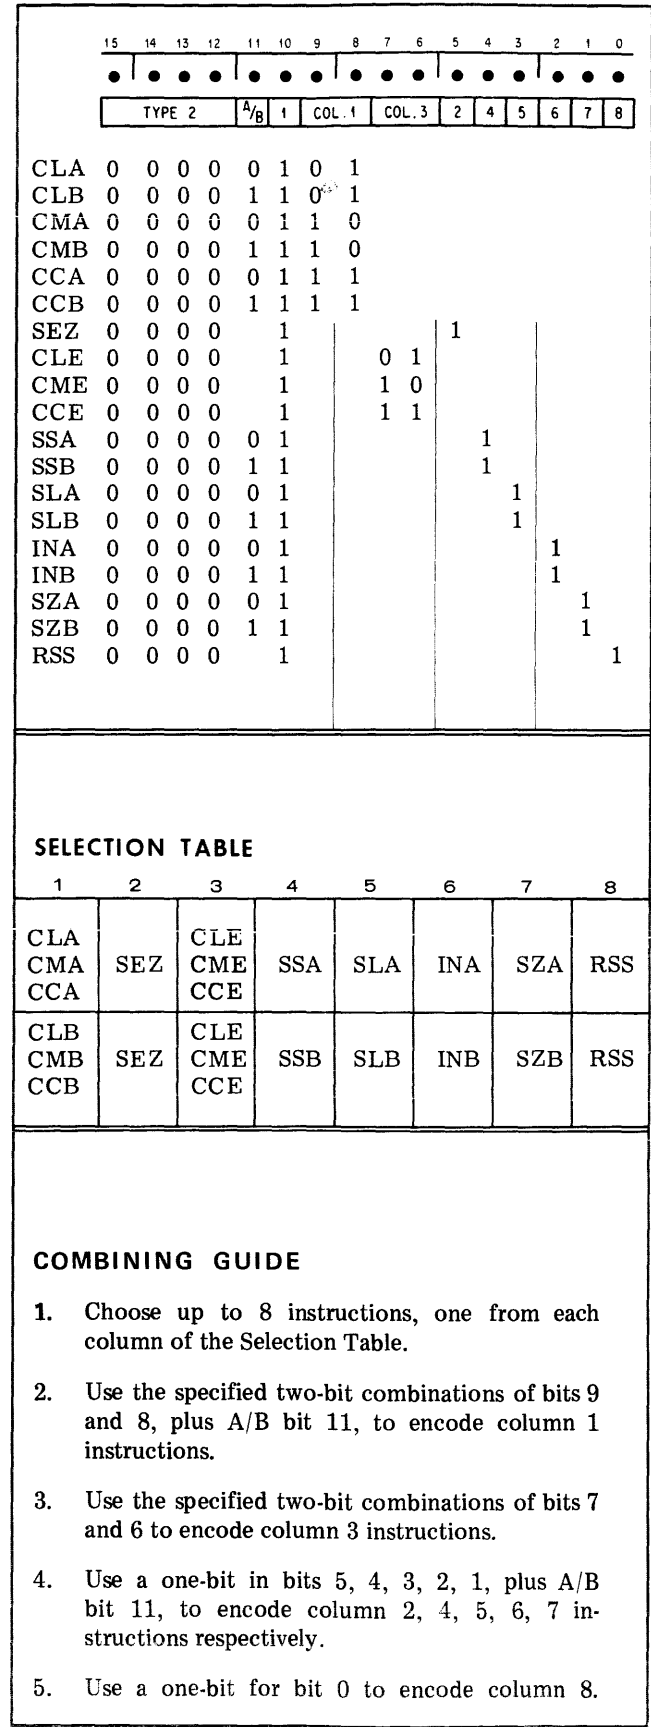 15 14 13 12 11 10 9 8 7 6 5 4 3 2 1 0
TYPE 2 A/B 1 COL. 1 COL. 3 2 4 5 6 7 8
CLA 0 0 0 0 0 1 0 1
CLB 0 0 0 0 1 1 0 1
CMA 0 0 0 0 0 1 1 0
CMB 0 0 0 0 1 1 1 0
CCA 0 0 0 0 0 1 1 1
CCB 0 0 0 0 1 1 1 1
SEZ 0 0 0 0 1 1
CLE 0 0 0 0 1 0 1
CME 0 0 0 0 1 1 0
CCE 0 0 0 0 1 1 1
SSA 0 0 0 0 0 1 1
SSB 0 0 0 0 1 1 1
SLA 0 0 0 0 0 1 1
SLB 0 0 0 0 1 1 1
INA 0 0 0 0 0 1 1
INB 0 0 0 0 1 1 1
SZA 0 0 0 0 0 1 1
SZB 0 0 0 0 1 1 1
RSS 0 0 0 0 1 1
SELECTION TABLE
1 2 3 4 5 6 7 8
CLA CLE
CMA SEZ CME SSA SLA INA SZA RSS
CCA CCE
CLB CLE
CMB SEZ CME SSB SLB INB SZB RSS
CCB CCE
COMBINING GUIDE
1. Choose up to 8 instructions, one from each
column of the Selection Table.
2. Use the specified two-bit combinations of bits 9
and 8, plus A/B bit 11, to encode column 1
instructions.
3. Use the specified two-bit combinations of bits 7
and 6 to encode column 3 instructions.
4. Use a one-bit in bits 5, 4, 3, 2, 1, plus A/B
bit 11, to encode column 2, 4, 5, 6, 7 in-
structions respectively.
5. Use a one-bit for bit 0 to encode column 8.